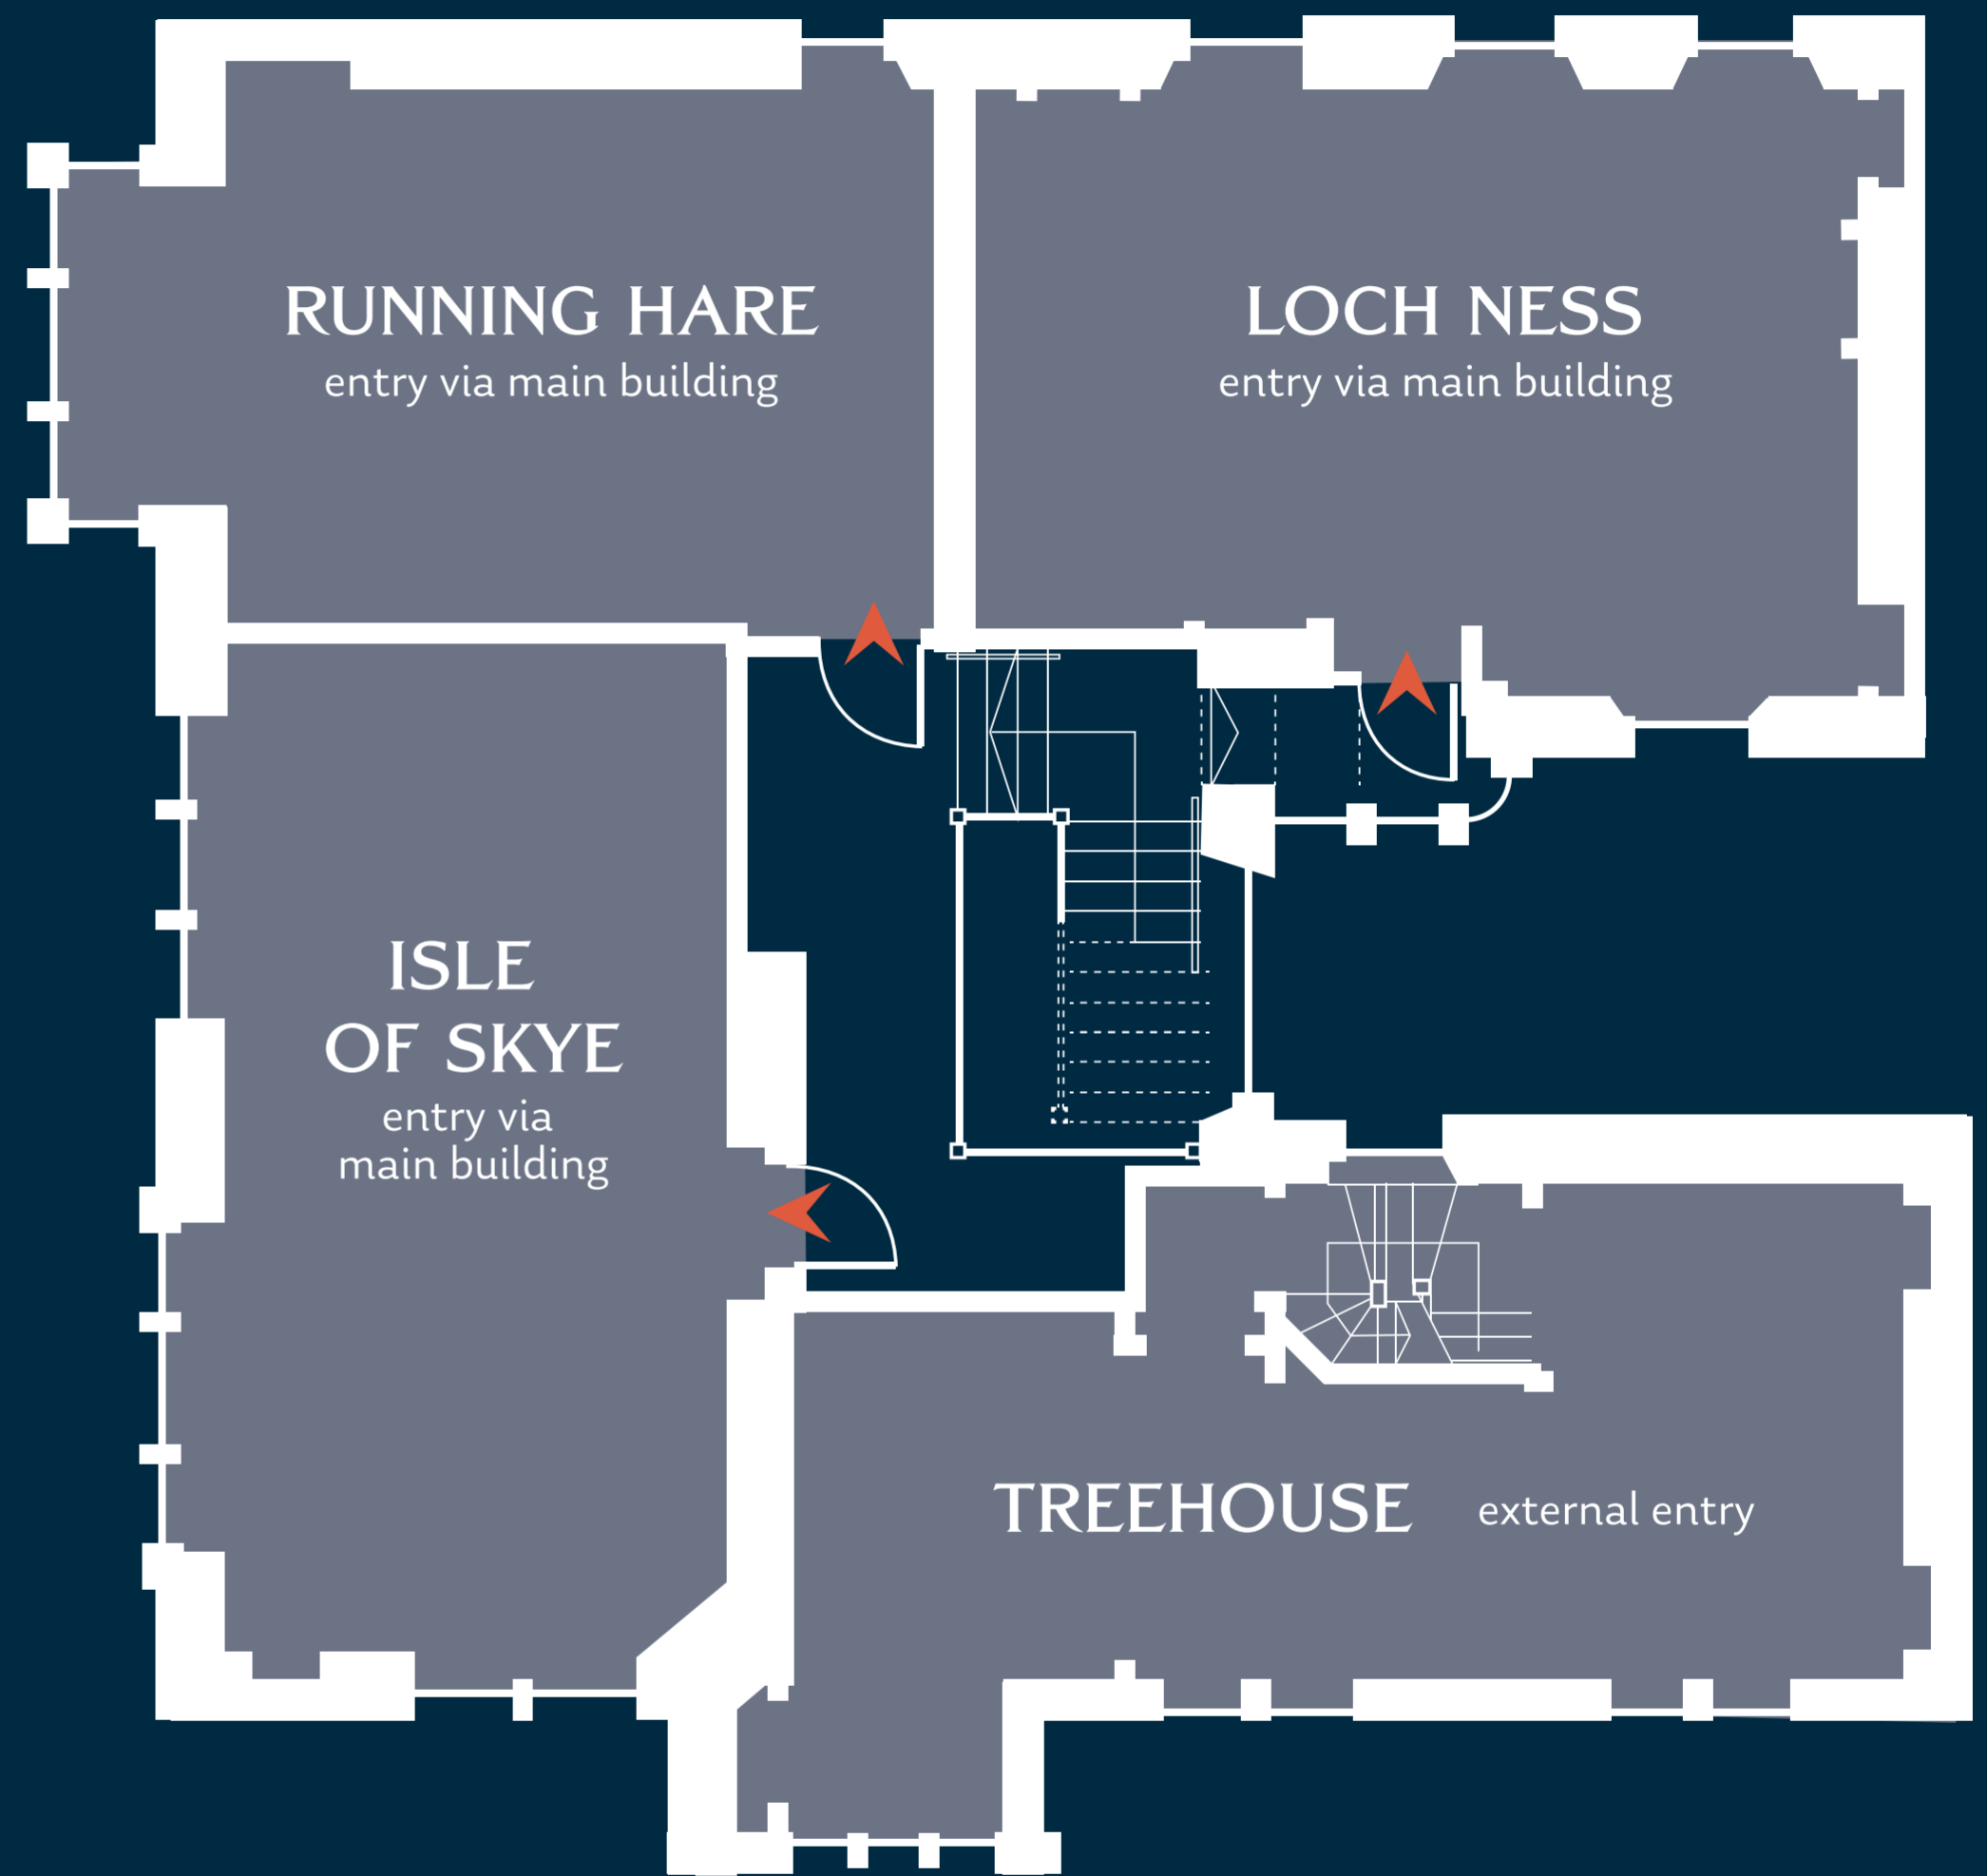 RUNNING HARE
entry via main building
LOCH NESS
entry via main building
ISLE
OF SKYE
entry via
main building
TREEHOUSE
external entry